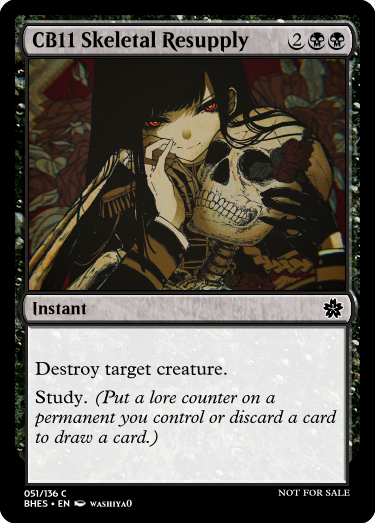 CB11 Skeletal Resupply 2
Instant
Destroy target creature.
Study. (Put a lore counter on a
permanent you control or discard a card
to draw a card.)
051/136 C
NOT FOR SALE
BHES • EN WASHIYA0